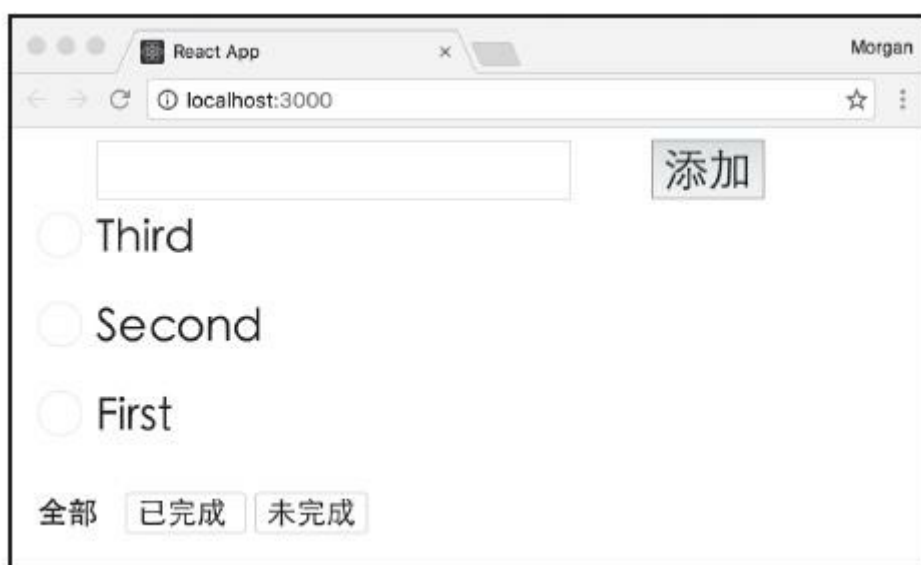 React App × Morgan
localhost:3000
添加
Third
Second
First
全部 已完成 未完成